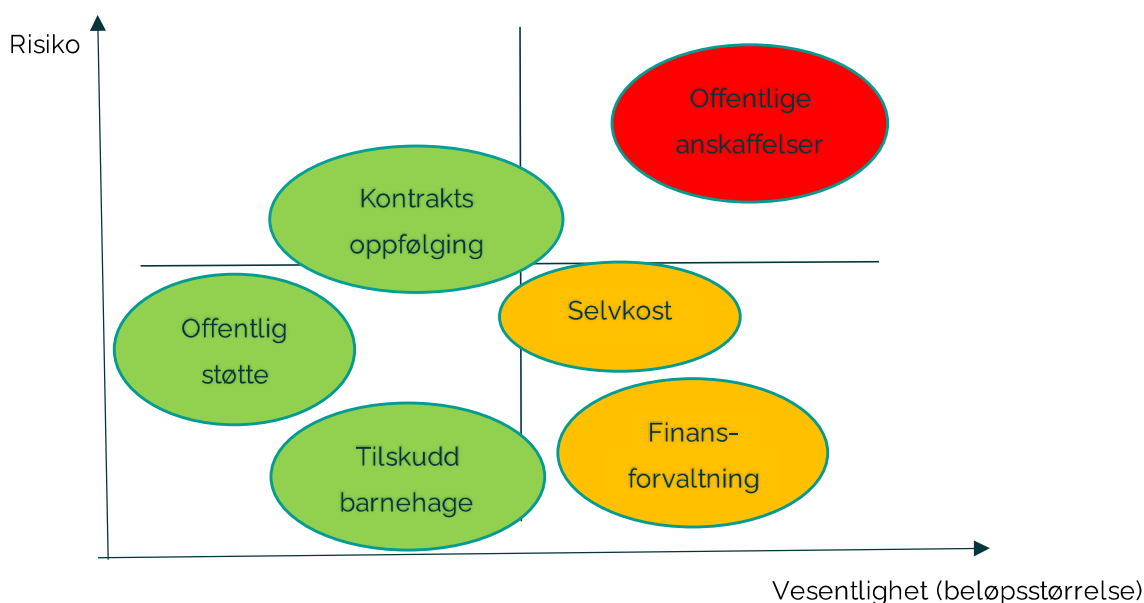 Risiko
Offentlige
anskaffelser
Kontrakts
oppfølging
Offentlig
støtte
Selvkost
Tilskudd
barnehage
Finans-
forvaltning
Vesentlighet (beløpsstørrelse)